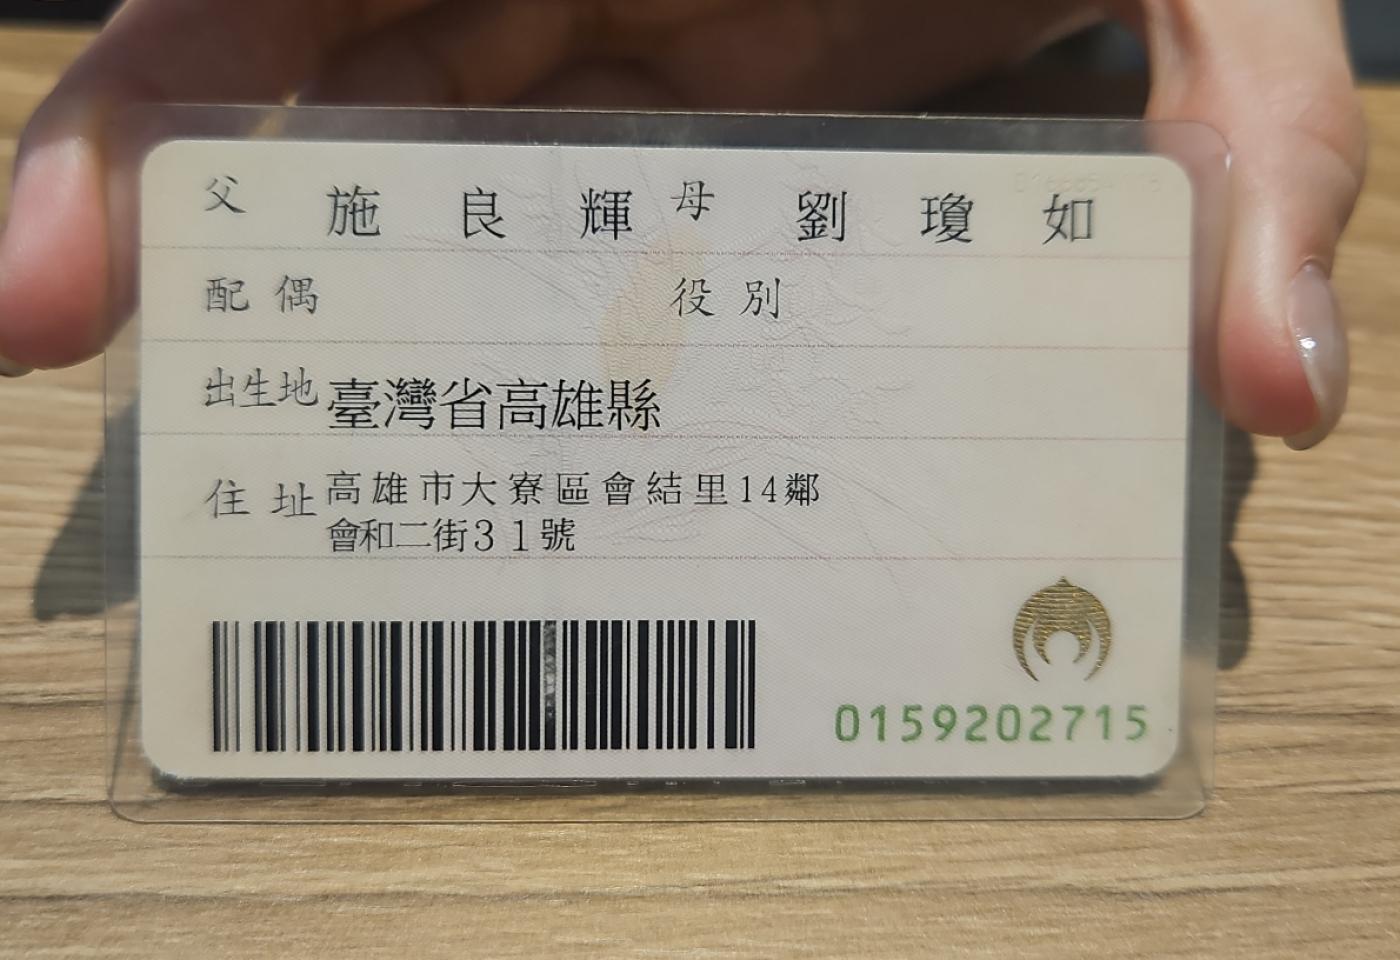 父 施良輝 母 劉瓊如
配偶 役別
出生地 臺灣省高雄縣
住址 高雄市大寮區會結里14鄰
會和二街31號
0159202715